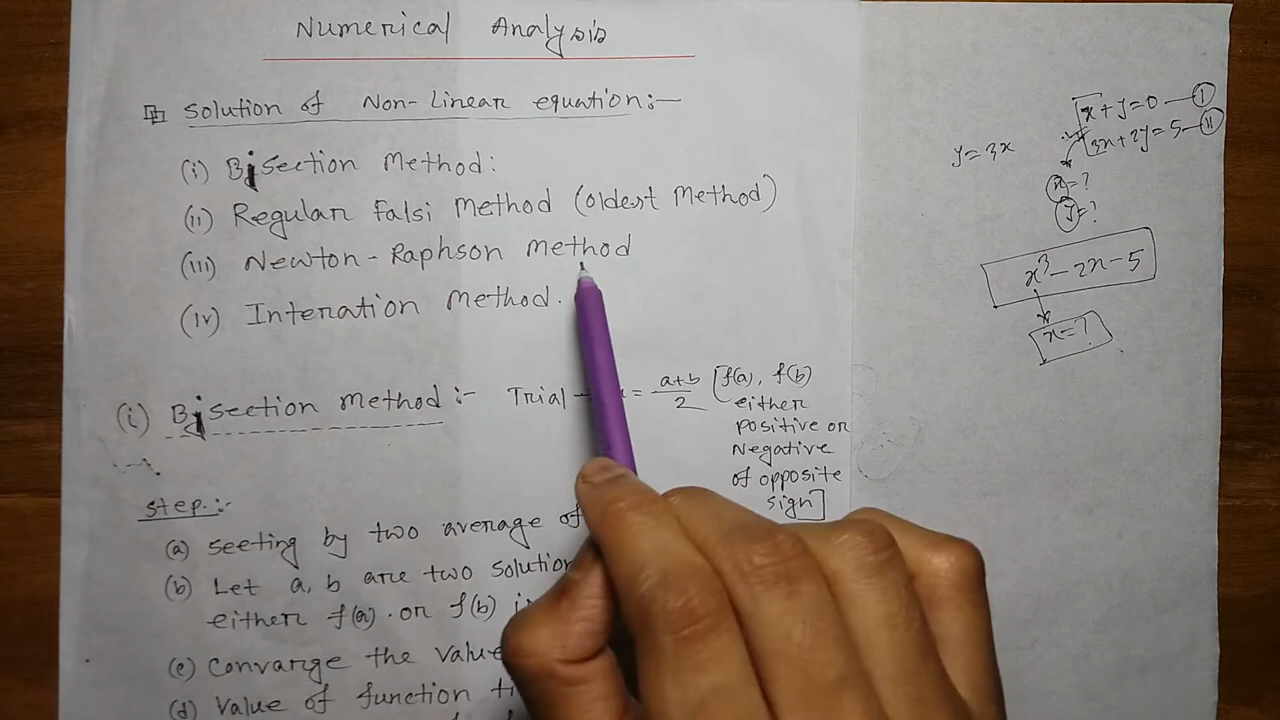 Numerical Analysis
Solution of Non-Linear equation:-
(i) Bisection Method:
(ii) Regular falsi Method (oldest Method)
(iii) Newton-Raphson method
(iv) Interation Method.
(i) Bisection method:- Trial = a+b/2 [f(a), f(b)
either
positive or
Negative
of opposite
sign]
step:-
(a) seeting by two average of
(b) Let a, b are two solution
either f(a) or f(b)
(c) convarge the value
(d) value of function
x+y=0 — (I)
3x+2y=5 — (II)
y=3x
x=?
y=?
x³-2x-5
x=?